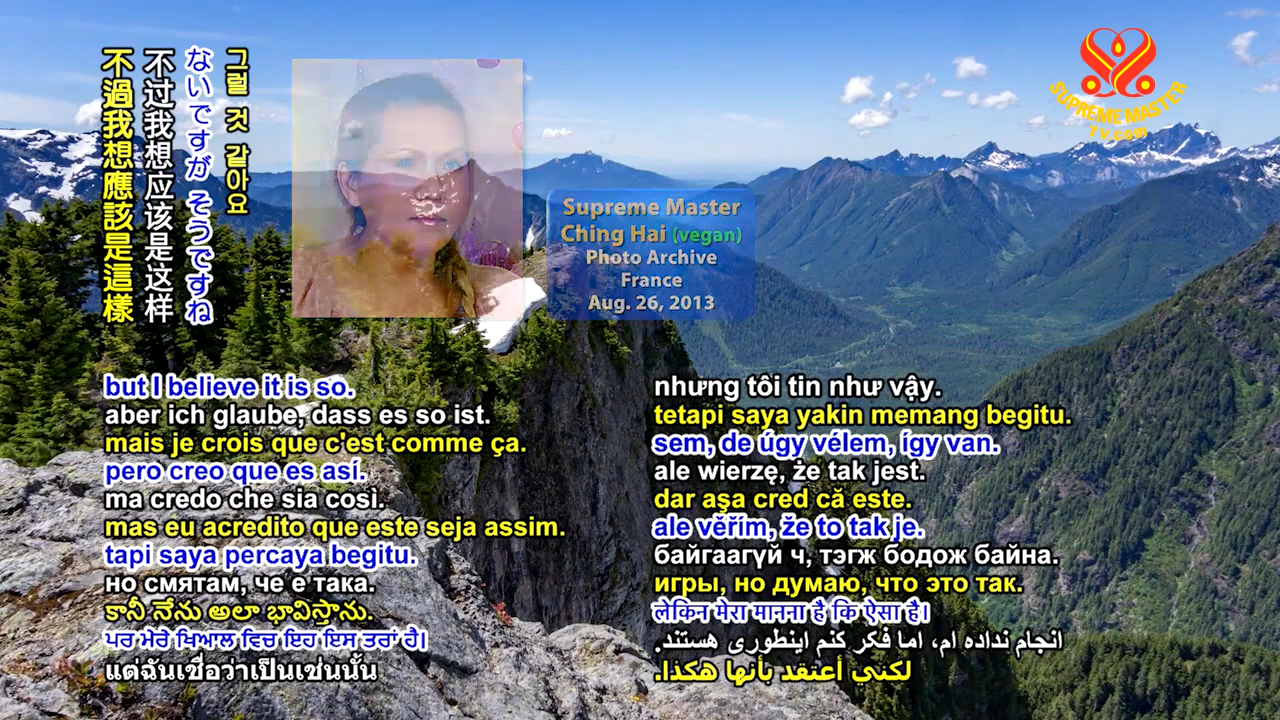 不過我想應該是這樣
不过我想应该是这样
ないですが そうですね
그럴 것 같아요
SUPREME MASTER
TV.com
Supreme Master
Ching Hai (vegan)
Photo Archive
France
Aug. 26, 2013
but I believe it is so.
aber ich glaube, dass es so ist.
mais je crois que c'est comme ça.
pero creo que es así.
ma credo che sia così.
mas eu acredito que este seja assim.
tapi saya percaya begitu.
но смятам, че е така.
కానీ నేను అలా భావిస్తాను.
ਪਰ ਮੇਰੇ ਖਿਆਲ ਵਿਚ ਇਹ ਇਸ ਤਰਾਂ ਹੈ।
แต่ฉันเชื่อว่าเป็นเช่นนั้น
nhưng tôi tin như vậy.
tetapi saya yakin memang begitu.
sem, de úgy vélem, így van.
ale wierzę, że tak jest.
dar aşa cred că este.
ale věřím, že to tak je.
байгаагүй ч, тэгж бодож байна.
игры, но думаю, что это так.
लेकिन मेरा मानना है कि ऐसा है।
انجام نداده ام، اما فکر کنم اینطوری هستند.
لكني أعتقد بأنها هكذا.